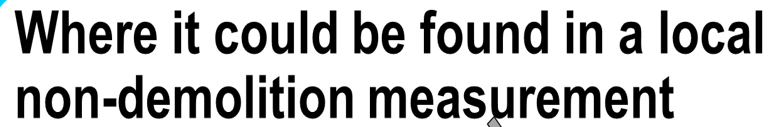 Where it could be found in a local
non-demolition measurement